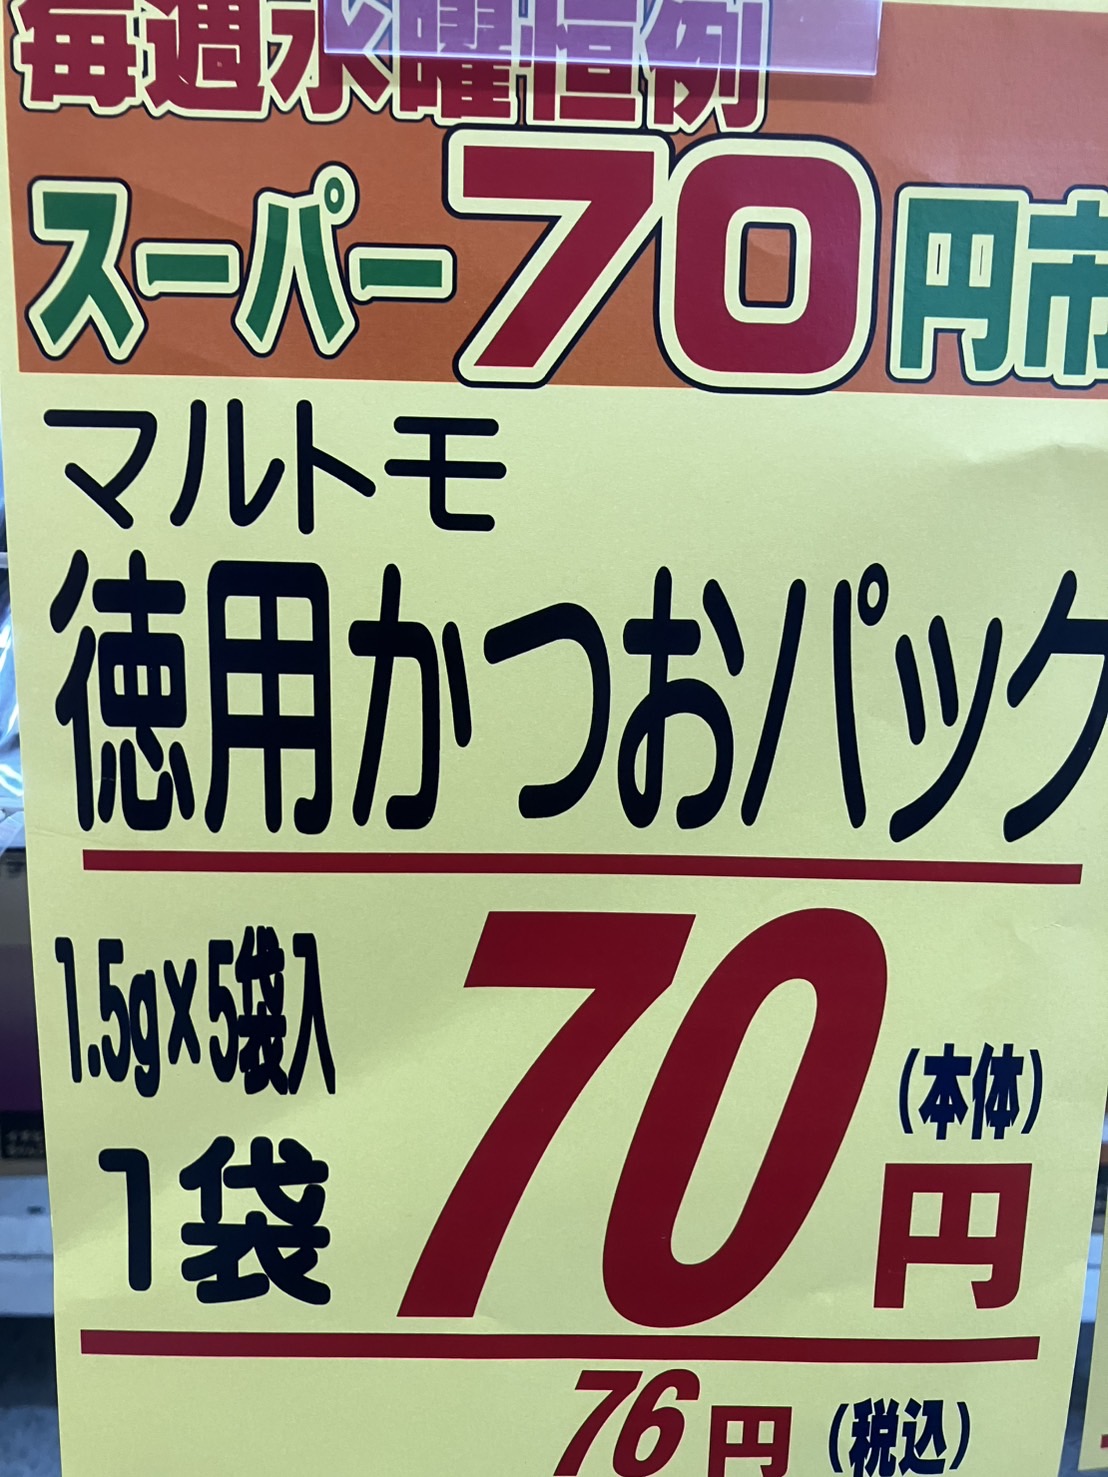 毎週水曜恒例
スーパー70円市
マルトモ
徳用かつおパック
1.5g×5袋入
1袋
70円
(本体)
76円(税込)